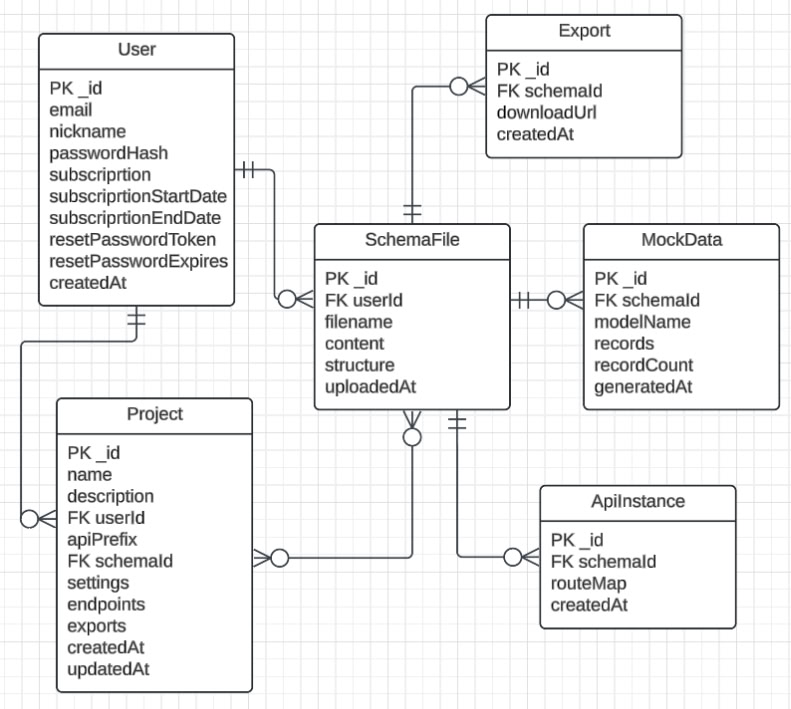 User
PK _id
email
nickname
passwordHash
subscriprtion
subscriprtionStartDate
subscriprtionEndDate
resetPasswordToken
resetPasswordExpires
createdAt
Export
PK _id
FK schemaId
downloadUrl
createdAt
SchemaFile
PK _id
FK userId
filename
content
structure
uploadedAt
MockData
PK _id
FK schemaId
modelName
records
recordCount
generatedAt
Project
PK _id
name
description
FK userId
apiPrefix
FK schemaId
settings
endpoints
exports
createdAt
updatedAt
ApiInstance
PK _id
FK schemaId
routeMap
createdAt